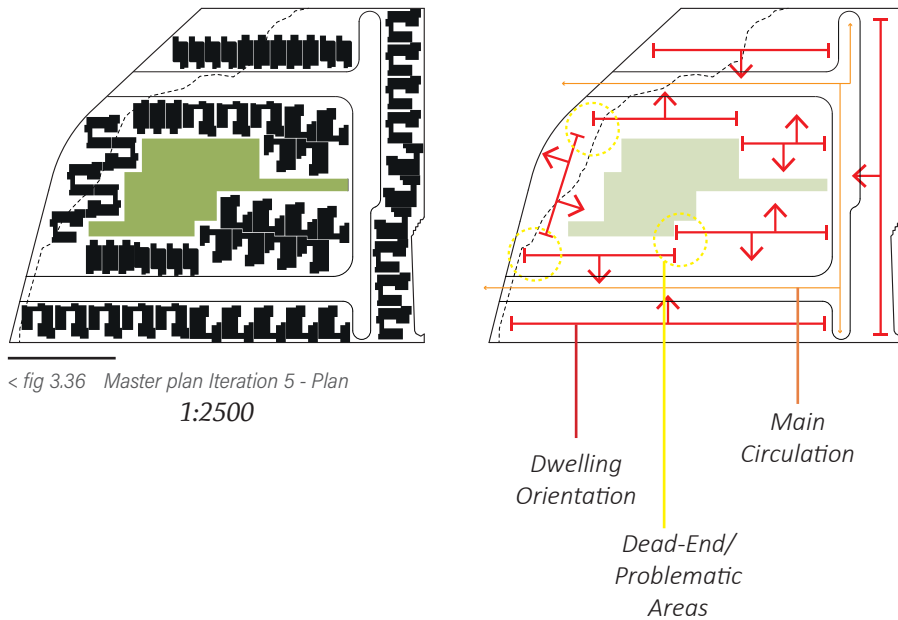 < fig 3.36 Master plan Iteration 5 - Plan
1:2500
Dwelling
Orientation
Dead-End/
Problematic
Areas
Main
Circulation